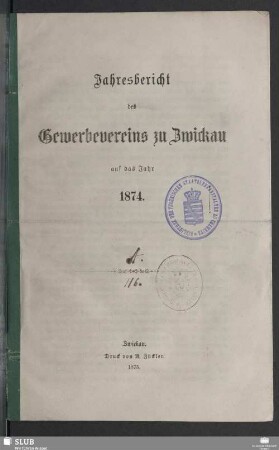 Jahresbericht
des
Gewerbevereins zu Zwickau
auf das Jahr
1874.
Zwickau.
Druck von R. Zückler.
1875.
SLUB